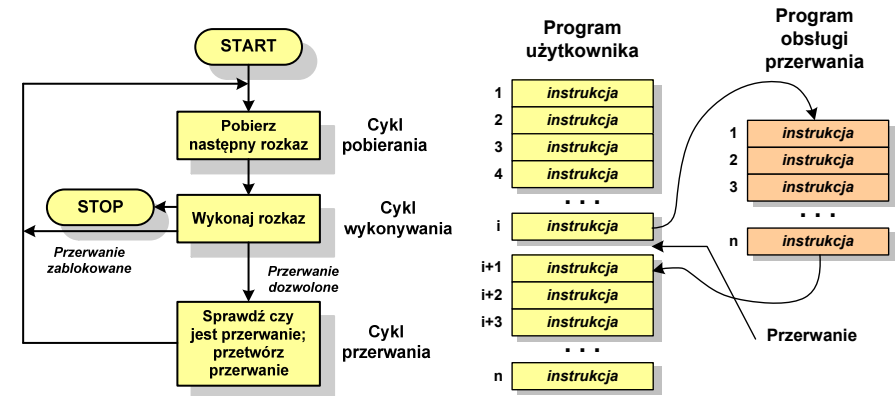 START
Pobierz
następny rozkaz
Cykl
pobierania
STOP
Wykonaj rozkaz
Cykl
wykonywania
Przerwanie
zablokowane
Przerwanie
dozwolone
Sprawdź czy
jest przerwanie;
przetwórz
przerwanie
Cykl
przerwania
Program
użytkownika
1 instrukcja
2 instrukcja
3 instrukcja
4 instrukcja
. . .
i instrukcja
i+1 instrukcja
i+2 instrukcja
i+3 instrukcja
. . .
n instrukcja
Program
obsługi
przerwania
1 instrukcja
2 instrukcja
3 instrukcja
. . .
n instrukcja
Przerwanie